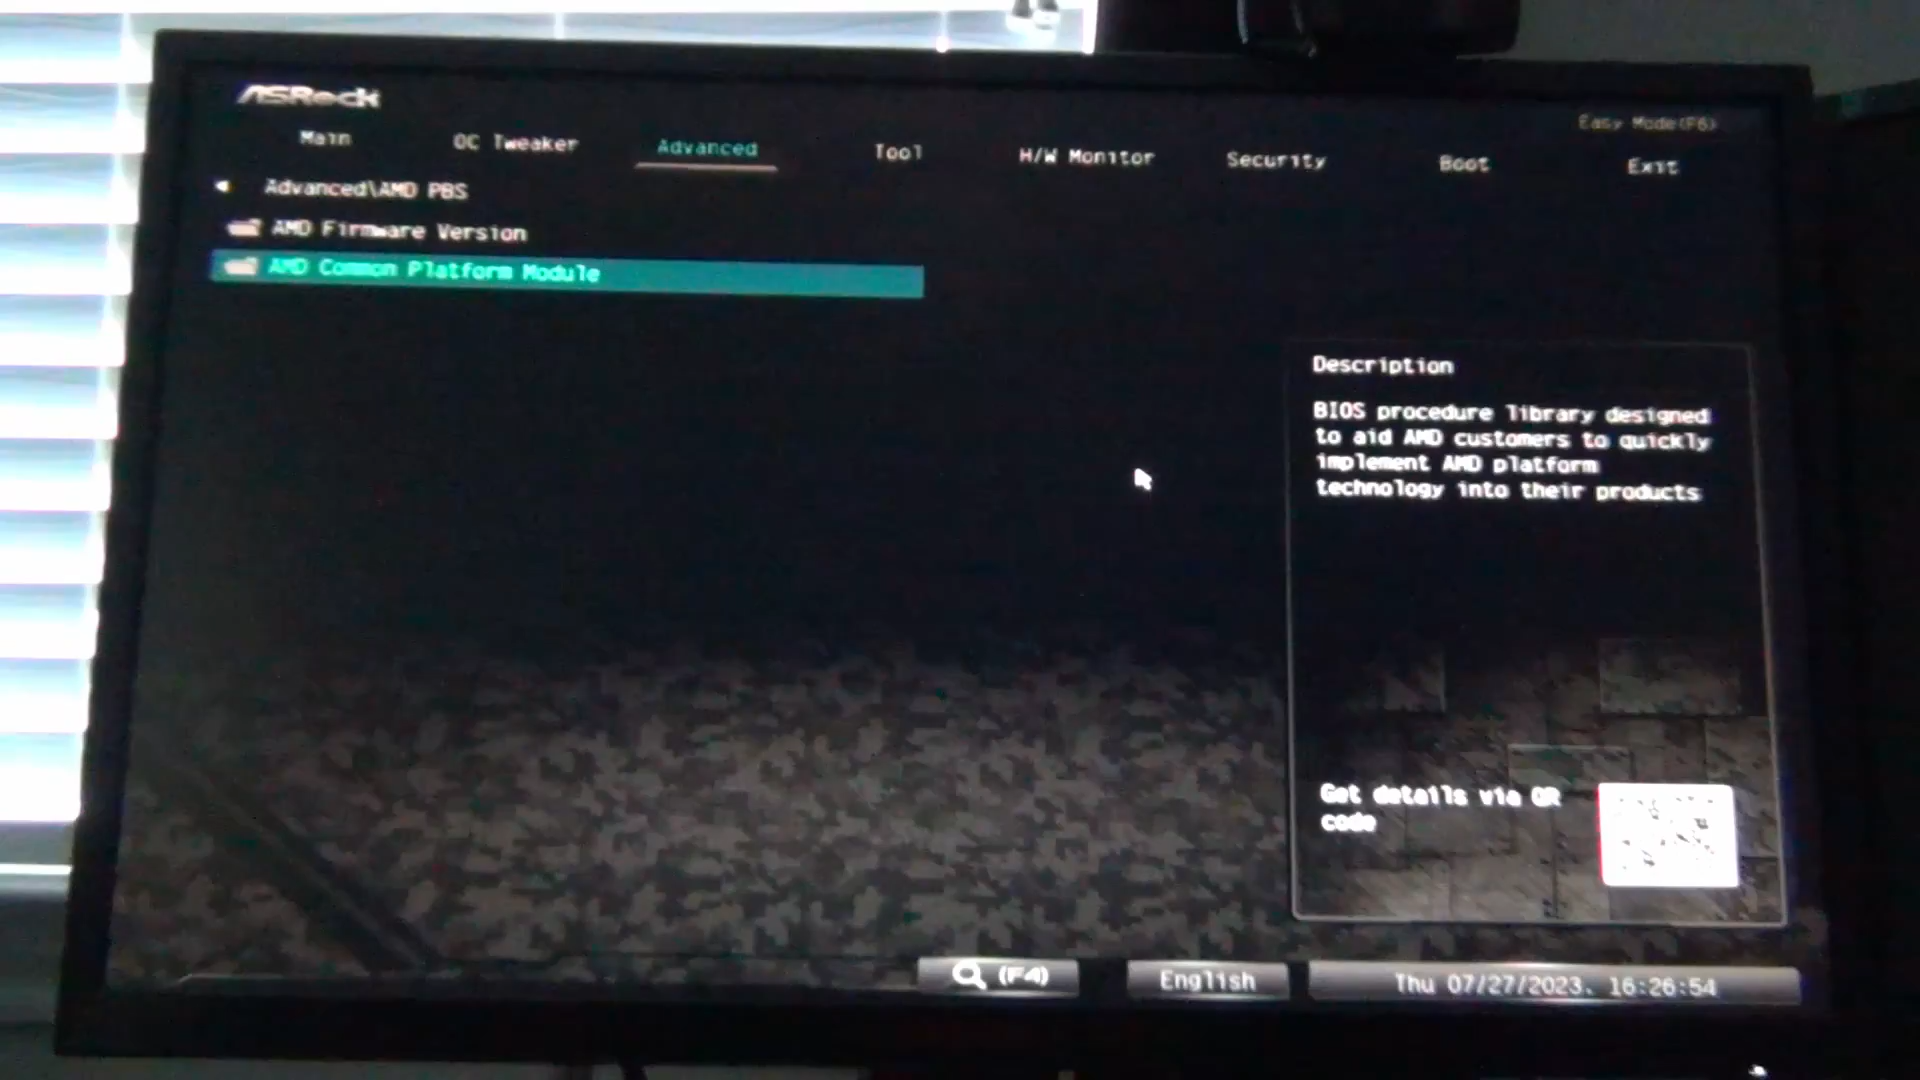 ASRock
Easy Mode(F6)
Main OC Tweaker Advanced Tool H/W Monitor Security Boot Exit
Advanced\AMD PBS
AMD Firmware Version
AMD Common Platform Module
Description
BIOS procedure library designed
to aid AMD customers to quickly
implement AMD platform
technology into their products
Get details via QR
code
(F4) English Thu 07/27/2023. 16:26:54